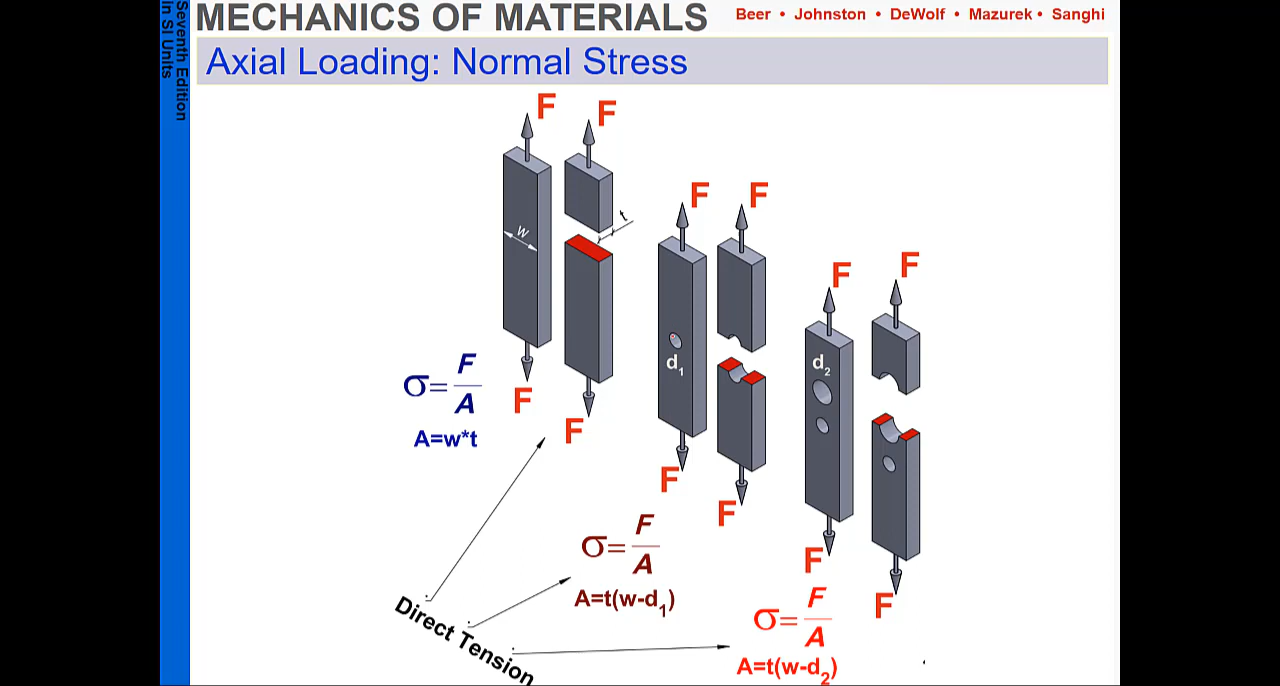 Seventh Edition
in SI Units
MECHANICS OF MATERIALS
Beer • Johnston • DeWolf • Mazurek • Sanghi
Axial Loading: Normal Stress
F
F
w
t
F
F
σ= F/A
A=w*t
F
F
d₁
F
F
σ= F/A
A=t(w-d₁)
F
F
d₂
F
F
σ= F/A
A=t(w-d₂)
Direct Tension